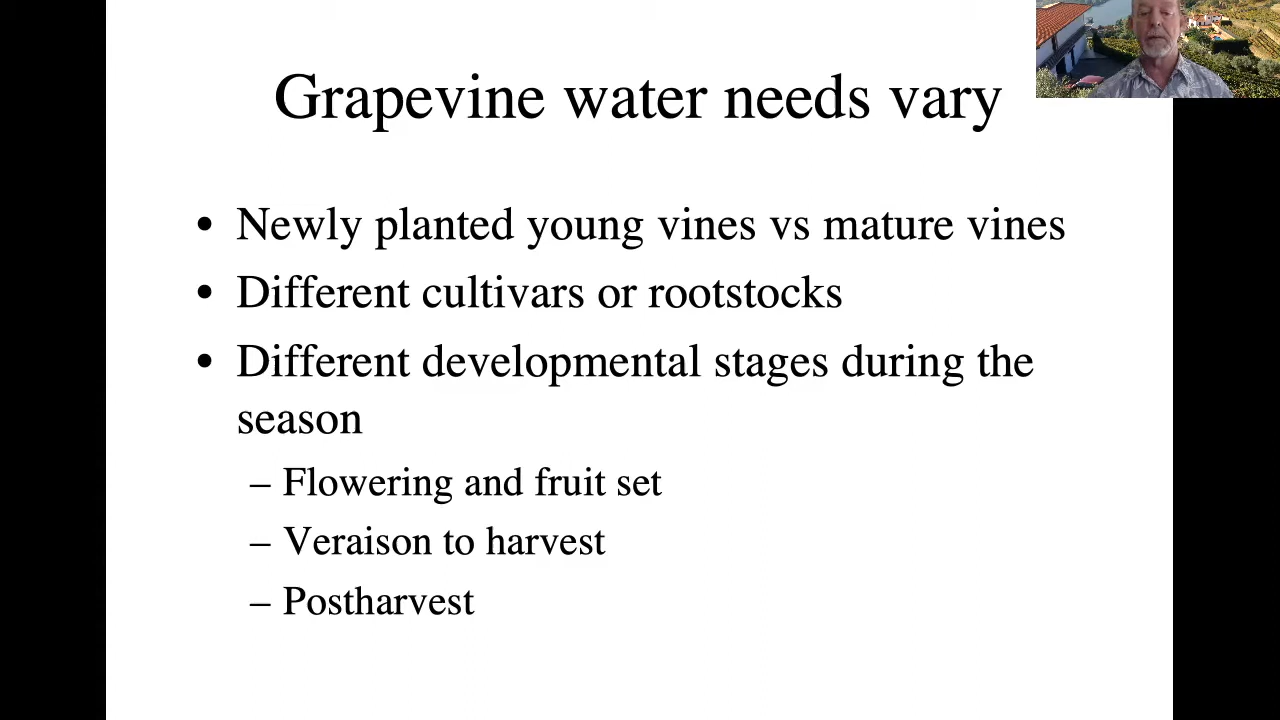 Grapevine water needs vary
• Newly planted young vines vs mature vines
• Different cultivars or rootstocks
• Different developmental stages during the
season
– Flowering and fruit set
– Veraison to harvest
– Postharvest